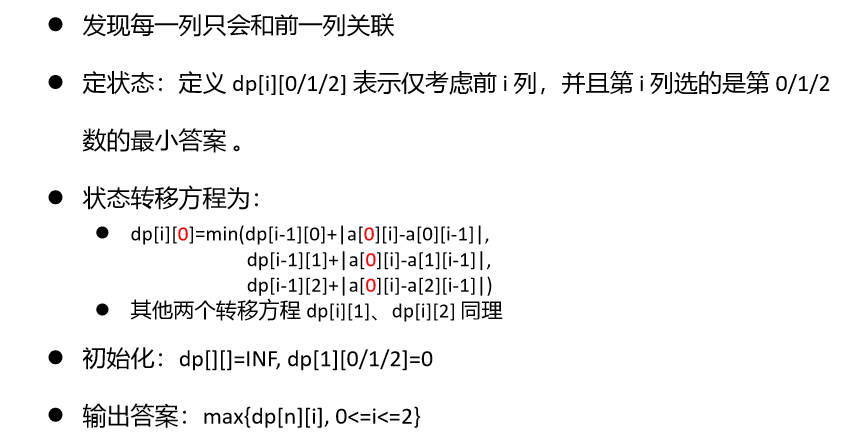 ● 发现每一列只会和前一列关联
● 定状态：定义 dp[i][0/1/2] 表示仅考虑前 i 列，并且第 i 列选的是第 0/1/2
数的最小答案 。
● 状态转移方程为：
● dp[i][0]=min(dp[i-1][0]+|a[0][i]-a[0][i-1]|,
dp[i-1][1]+|a[0][i]-a[1][i-1]|,
dp[i-1][2]+|a[0][i]-a[2][i-1]|)
● 其他两个转移方程 dp[i][1]、dp[i][2] 同理
● 初始化：dp[][]=INF, dp[1][0/1/2]=0
● 输出答案：max{dp[n][i], 0<=i<=2}